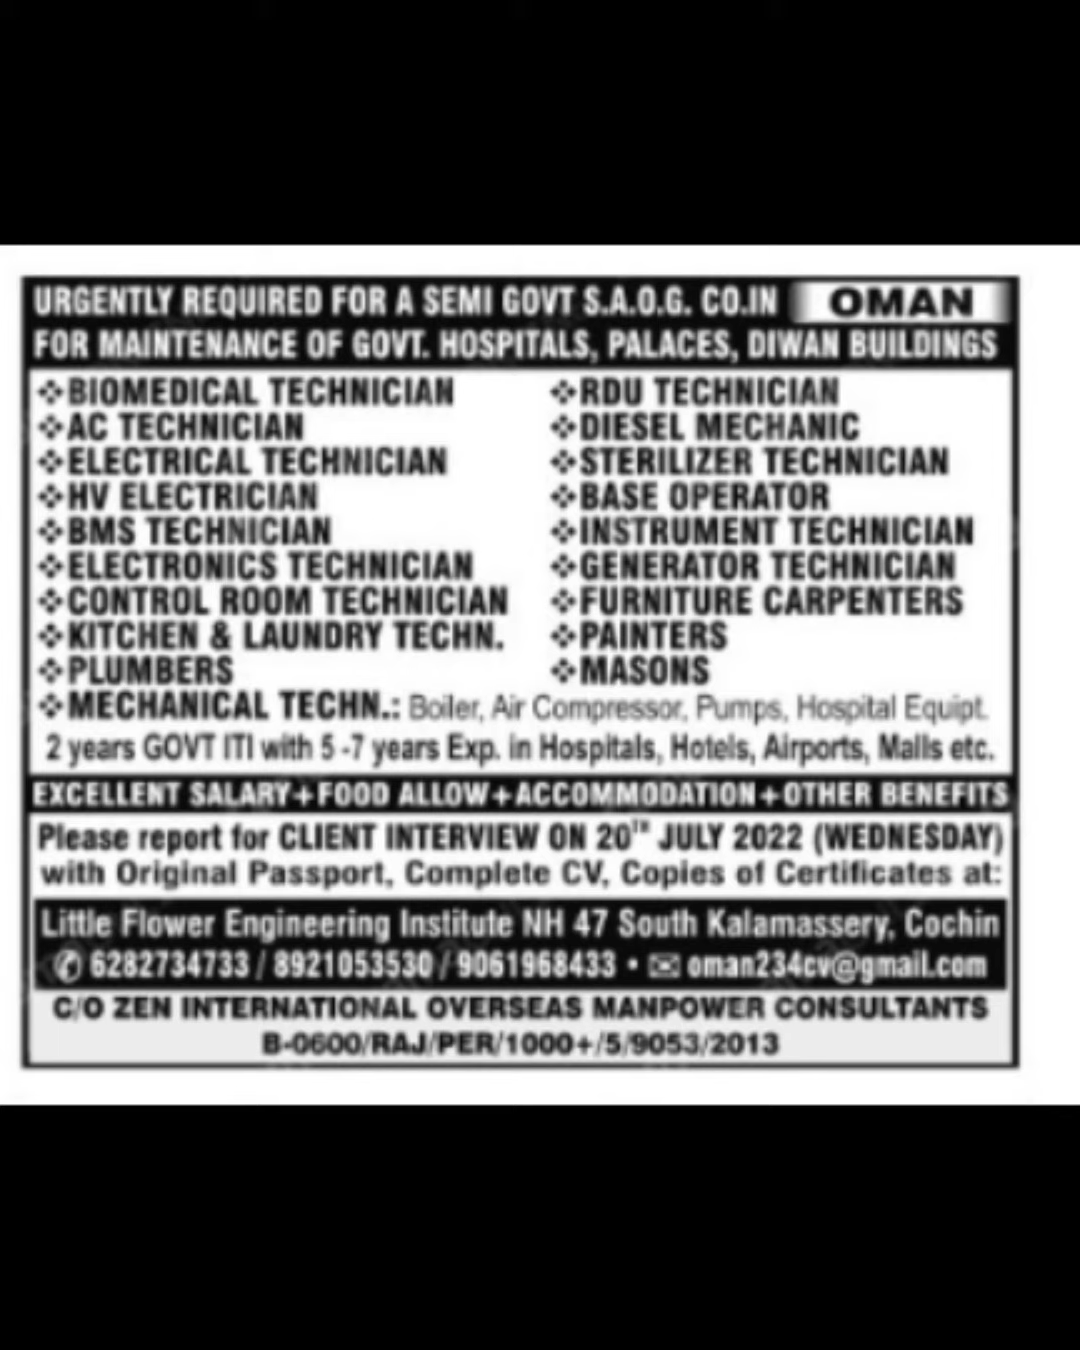 URGENTLY REQUIRED FOR A SEMI GOVT S.A.O.G. CO.IN OMAN
FOR MAINTENANCE OF GOVT. HOSPITALS, PALACES, DIWAN BUILDINGS
❖BIOMEDICAL TECHNICIAN
❖AC TECHNICIAN
❖ELECTRICAL TECHNICIAN
❖HV ELECTRICIAN
❖BMS TECHNICIAN
❖ELECTRONICS TECHNICIAN
❖CONTROL ROOM TECHNICIAN
❖KITCHEN & LAUNDRY TECHN.
❖PLUMBERS
❖RDU TECHNICIAN
❖DIESEL MECHANIC
❖STERILIZER TECHNICIAN
❖BASE OPERATOR
❖INSTRUMENT TECHNICIAN
❖GENERATOR TECHNICIAN
❖FURNITURE CARPENTERS
❖PAINTERS
❖MASONS
❖MECHANICAL TECHN.: Boiler, Air Compressor, Pumps, Hospital Equipt.
2 years GOVT ITI with 5 -7 years Exp. in Hospitals, Hotels, Airports, Malls etc.
EXCELLENT SALARY+FOOD ALLOW+ACCOMMODATION+OTHER BENEFITS
Please report for CLIENT INTERVIEW ON 20TH JULY 2022 (WEDNESDAY)
with Original Passport, Complete CV, Copies of Certificates at:
Little Flower Engineering Institute NH 47 South Kalamassery, Cochin
✆ 6282734733 / 8921053530 / 9061968433 • ✉ oman234cv@gmail.com
C/O ZEN INTERNATIONAL OVERSEAS MANPOWER CONSULTANTS
B-0600/RAJ/PER/1000+/5/9053/2013